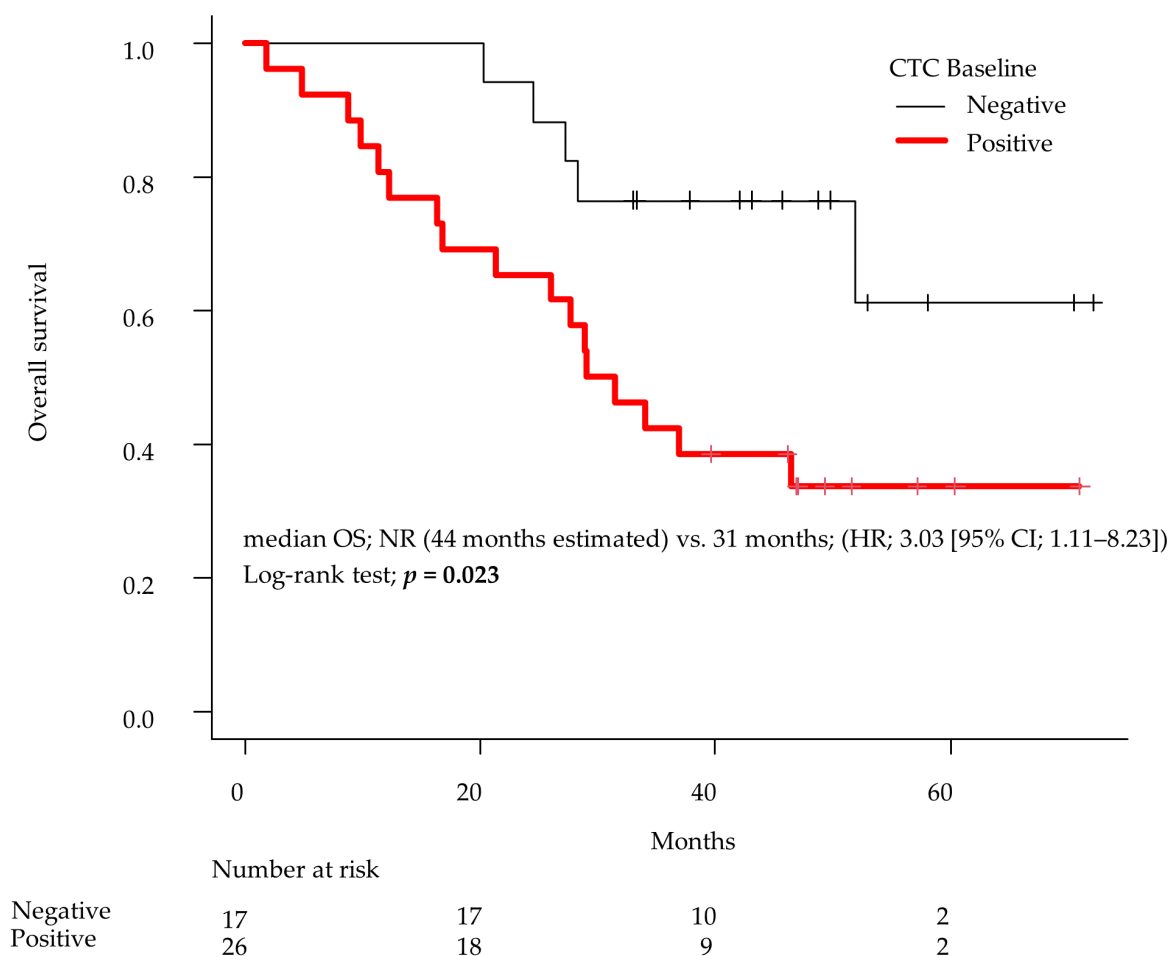 1.0
0.8
0.6
0.4
0.2
0.0
Overall survival
CTC Baseline
Negative
Positive
median OS; NR (44 months estimated) vs. 31 months; (HR; 3.03 [95% CI; 1.11–8.23])
Log-rank test; p = 0.023
0 20 40 60
Months
Number at risk
Negative 17 17 10 2
Positive 26 18 9 2